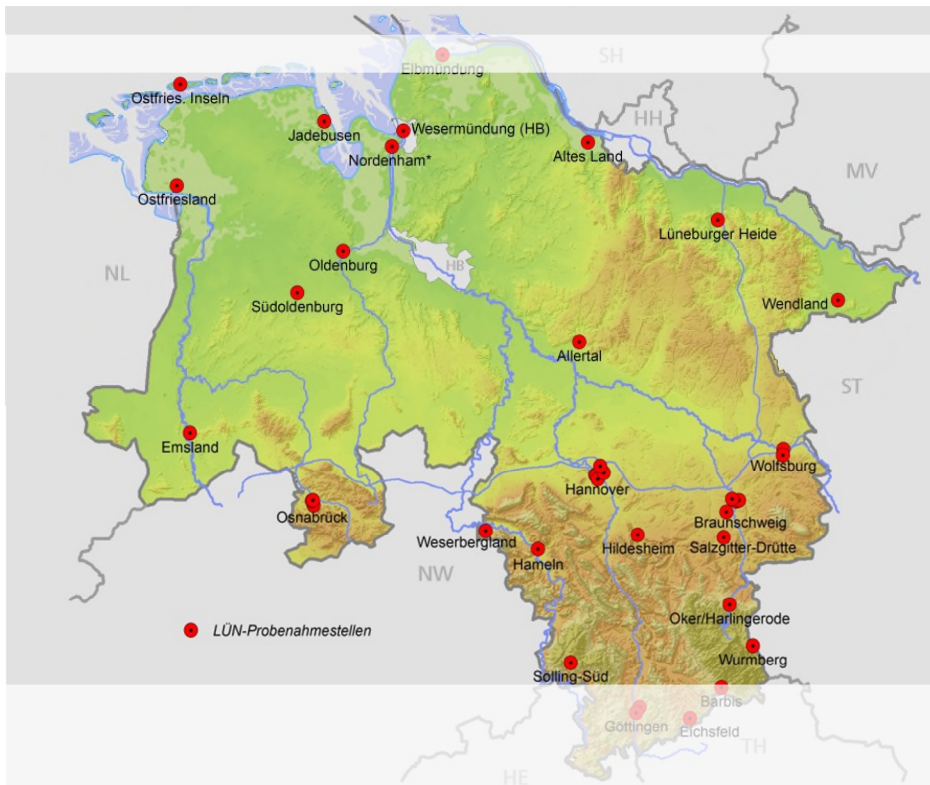 SH
Elbmündung
Ostfries. Inseln
HH
Jadebusen
Wesermündung (HB)
Nordenham*
Altes Land
MV
Ostfriesland
Lüneburger Heide
Oldenburg
HB
NL
Südoldenburg
Wendland
Allertal
ST
Emsland
Wolfsburg
Hannover
Osnabrück
Braunschweig
Weserbergland
Salzgitter-Drütte
Hildesheim
Hameln
NW
Oker/Harlingerode
LÜN-Probenahmestellen
Wurmberg
Solling-Süd
Barbis
Göttingen
Eichsfeld
TH
HE